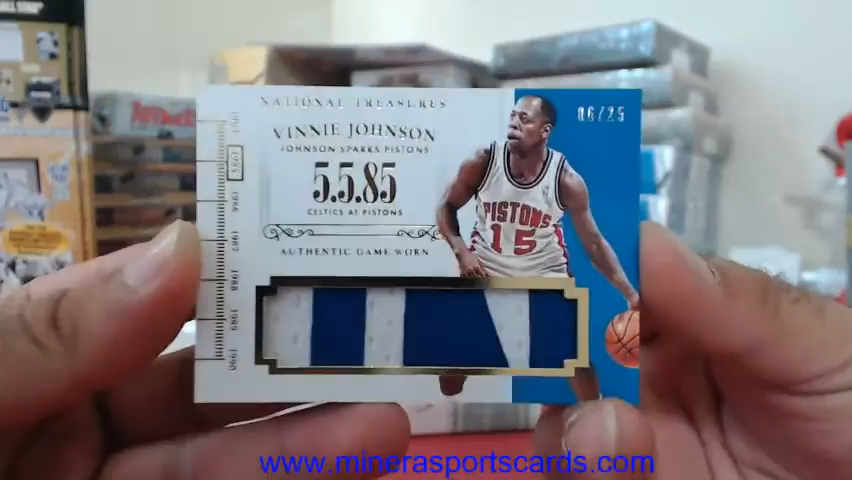 NATIONAL TREASURES
VINNIE JOHNSON
JOHNSON SPARKS PISTONS
5.5.85
CELTICS AT PISTONS
AUTHENTIC GAME WORN
06/25
PISTONS
15
1985
1986
1987
1988
1989
1990
www.minerasportscards.com